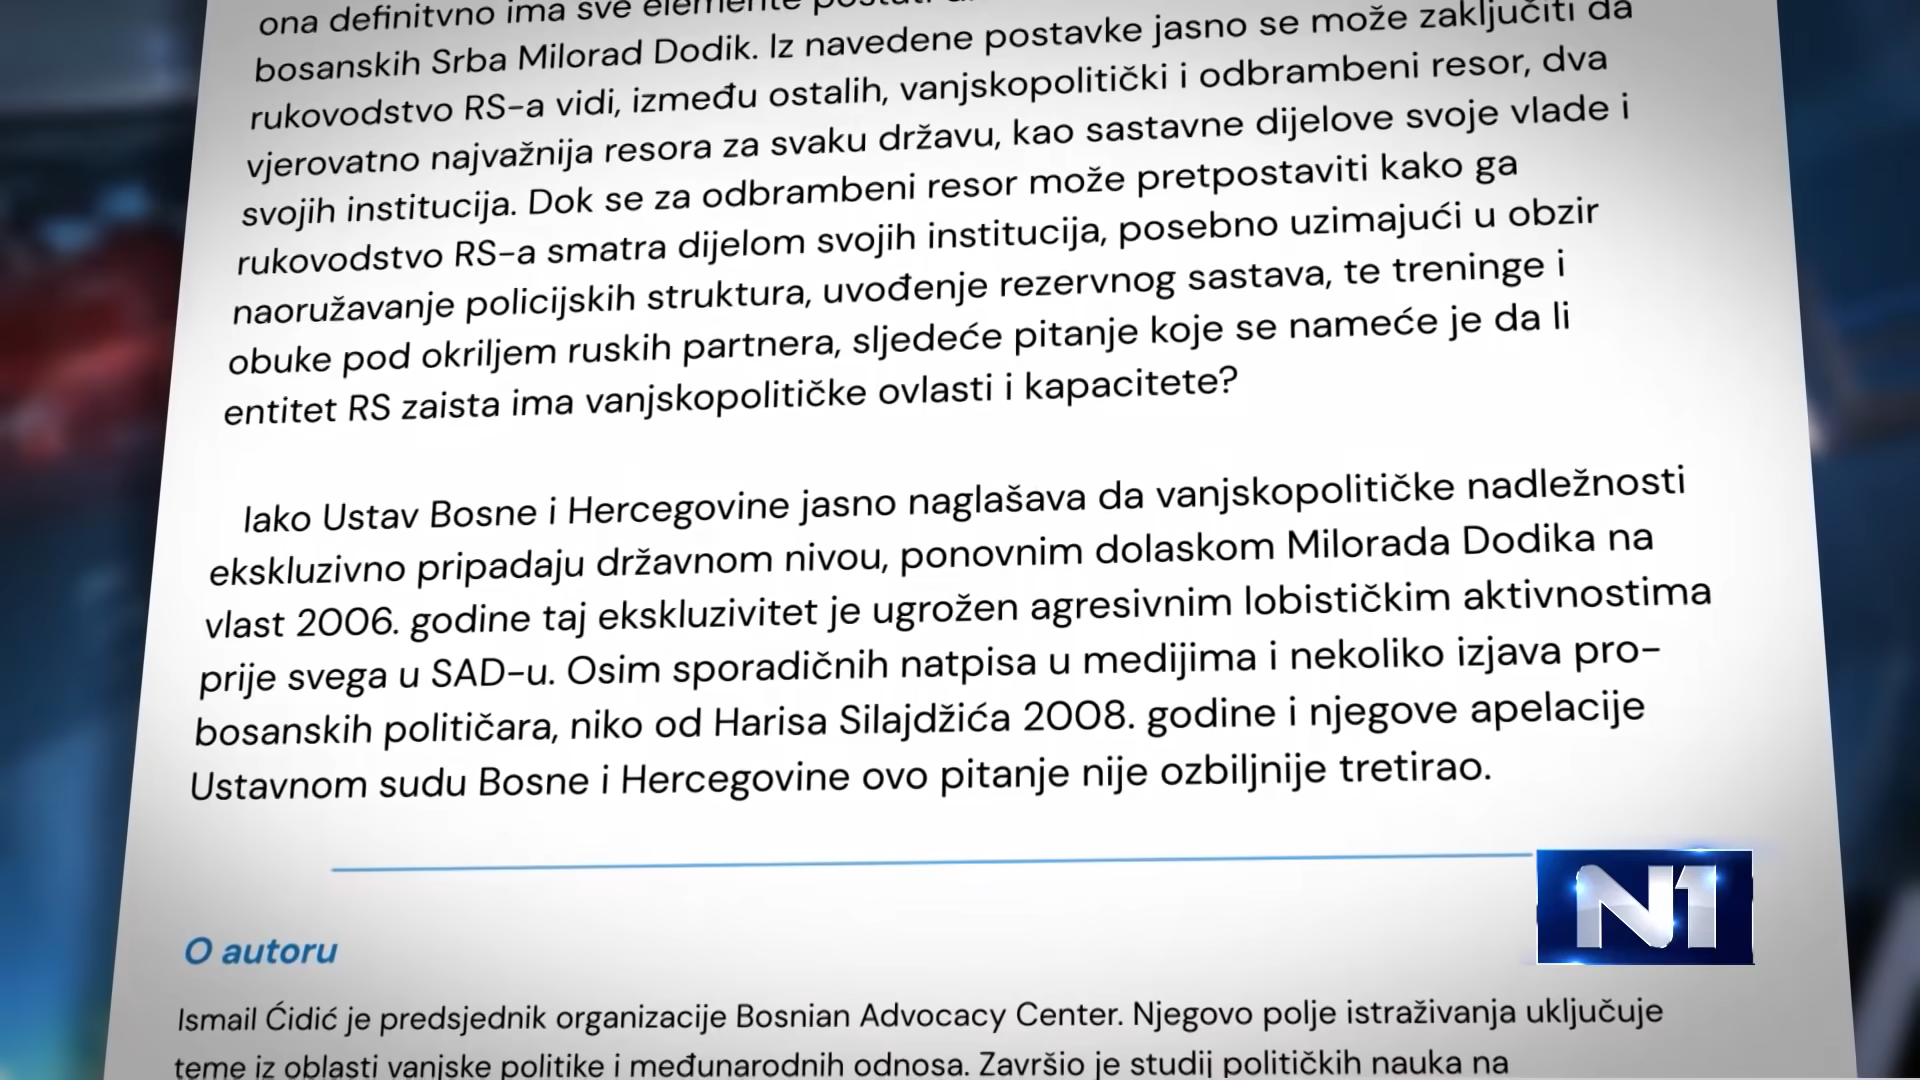 ona definitvno ima sve elemente
bosanskih Srba Milorad Dodik. Iz navedene postavke jasno se može zaključiti da
rukovodstvo RS-a vidi, između ostalih, vanjskopolitički i odbrambeni resor, dva
vjerovatno najvažnija resora za svaku državu, kao sastavne dijelove svoje vlade i
svojih institucija. Dok se za odbrambeni resor može pretpostaviti kako ga
rukovodstvo RS-a smatra dijelom svojih institucija, posebno uzimajući u obzir
naoružavanje policijskih struktura, uvođenje rezervnog sastava, te treninge i
obuke pod okriljem ruskih partnera, sljedeće pitanje koje se nameće je da li
entitet RS zaista ima vanjskopolitičke ovlasti i kapacitete?
Iako Ustav Bosne i Hercegovine jasno naglašava da vanjskopolitičke nadležnosti
ekskluzivno pripadaju državnom nivou, ponovnim dolaskom Milorada Dodika na
vlast 2006. godine taj ekskluzivitet je ugrožen agresivnim lobističkim aktivnostima
prije svega u SAD-u. Osim sporadičnih natpisa u medijima i nekoliko izjava pro-
bosanskih političara, niko od Harisa Silajdžića 2008. godine i njegove apelacije
Ustavnom sudu Bosne i Hercegovine ovo pitanje nije ozbiljnije tretirao.
N1
O autoru
Ismail Ćidić je predsjednik organizacije Bosnian Advocacy Center. Njegovo polje istraživanja uključuje
teme iz oblasti vanjske politike i međunarodnih odnosa. Završio je studij političkih nauka na